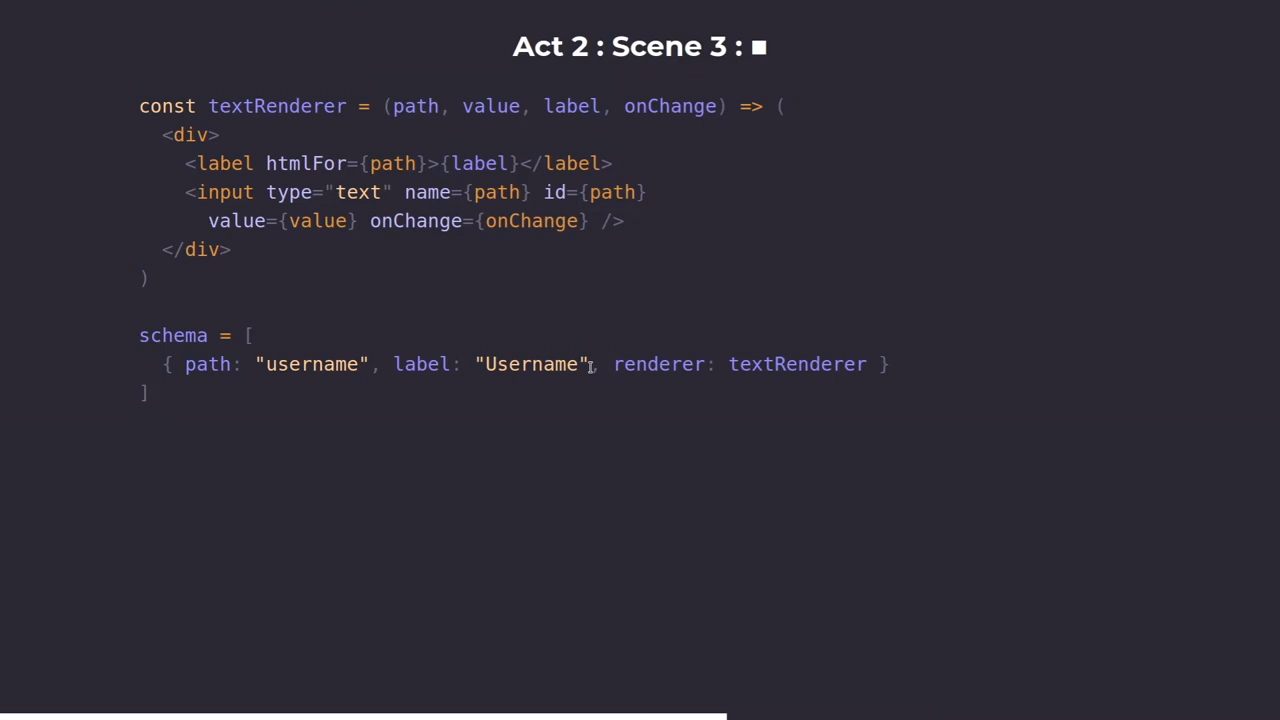 Act 2 : Scene 3 : ■
const textRenderer = (path, value, label, onChange) => (
  <div>
    <label htmlFor={path}>{label}</label>
    <input type="text" name={path} id={path}
      value={value} onChange={onChange} />
  </div>
)
schema = [
  { path: "username", label: "Username", renderer: textRenderer }
]